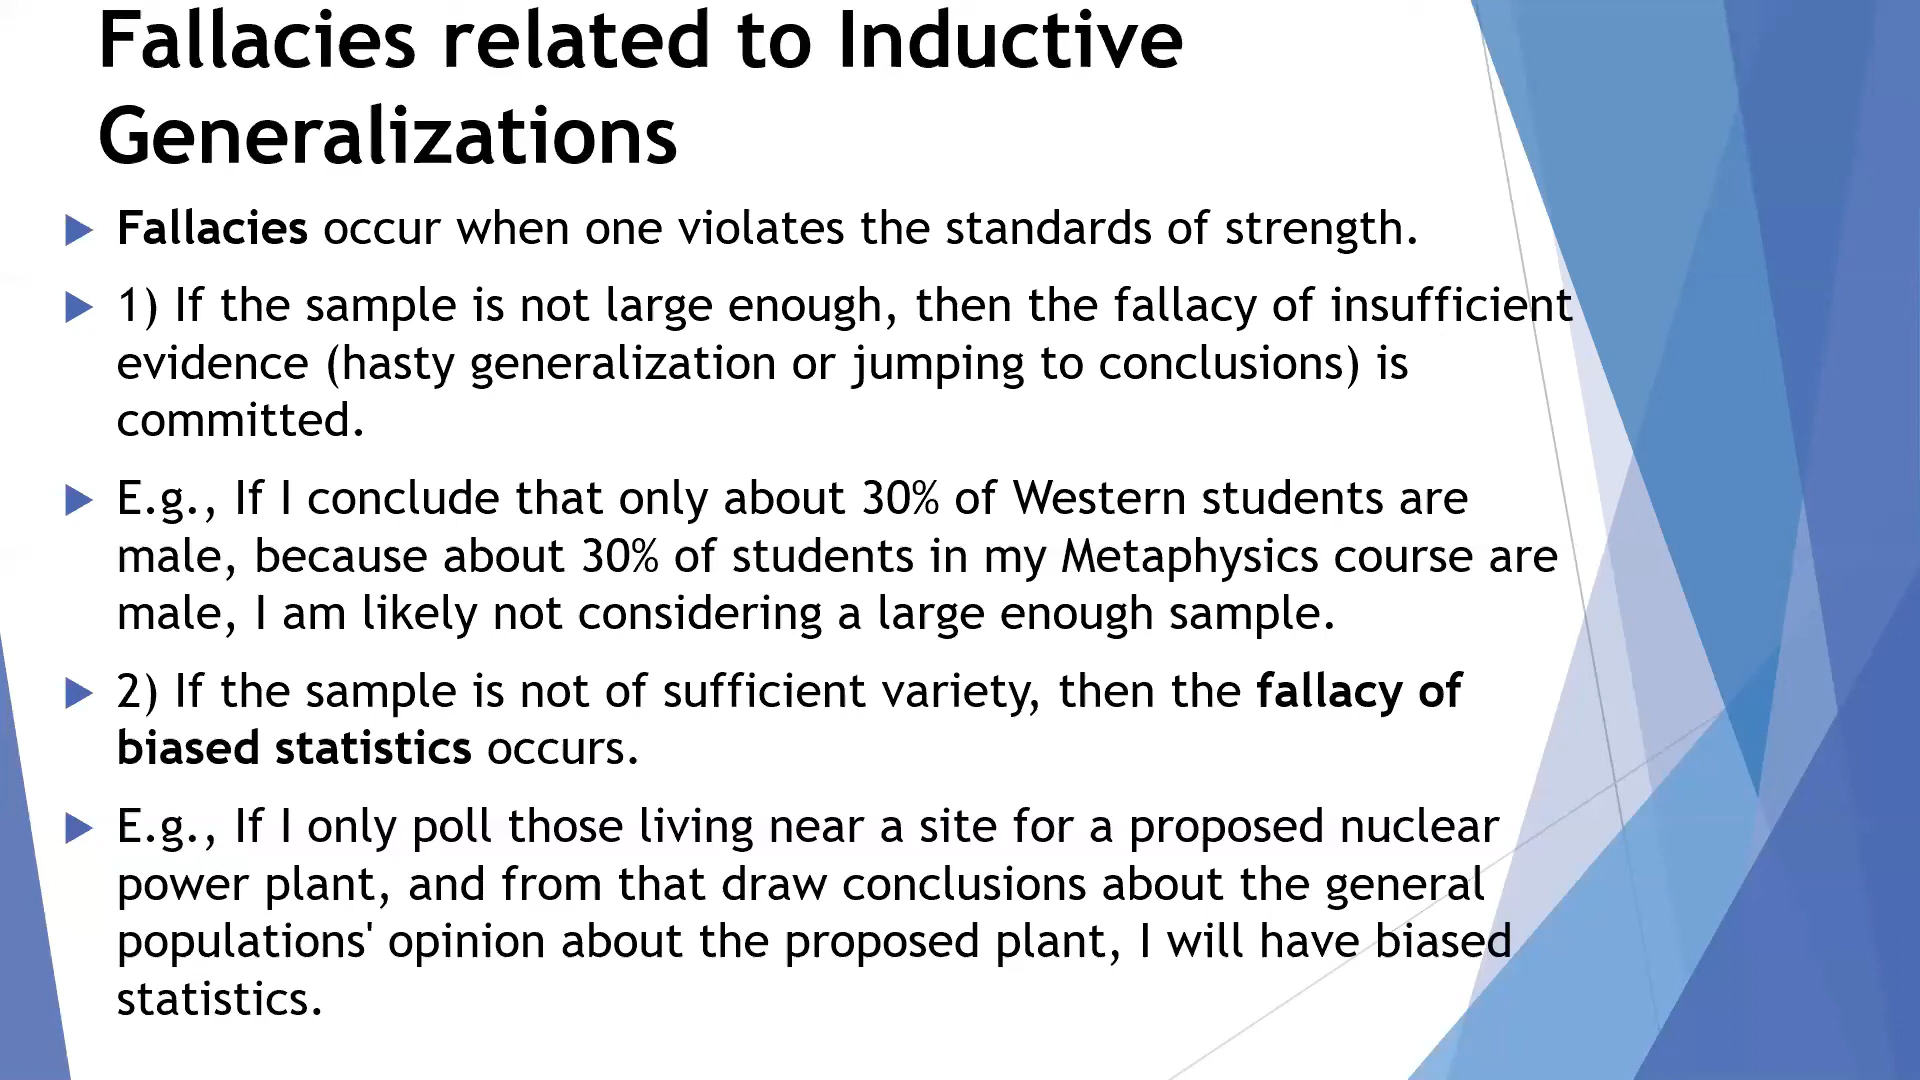 Fallacies related to Inductive
Generalizations
Fallacies occur when one violates the standards of strength.
1) If the sample is not large enough, then the fallacy of insufficient
evidence (hasty generalization or jumping to conclusions) is
committed.
E.g., If I conclude that only about 30% of Western students are
male, because about 30% of students in my Metaphysics course are
male, I am likely not considering a large enough sample.
2) If the sample is not of sufficient variety, then the fallacy of
biased statistics occurs.
E.g., If I only poll those living near a site for a proposed nuclear
power plant, and from that draw conclusions about the general
populations' opinion about the proposed plant, I will have biased
statistics.